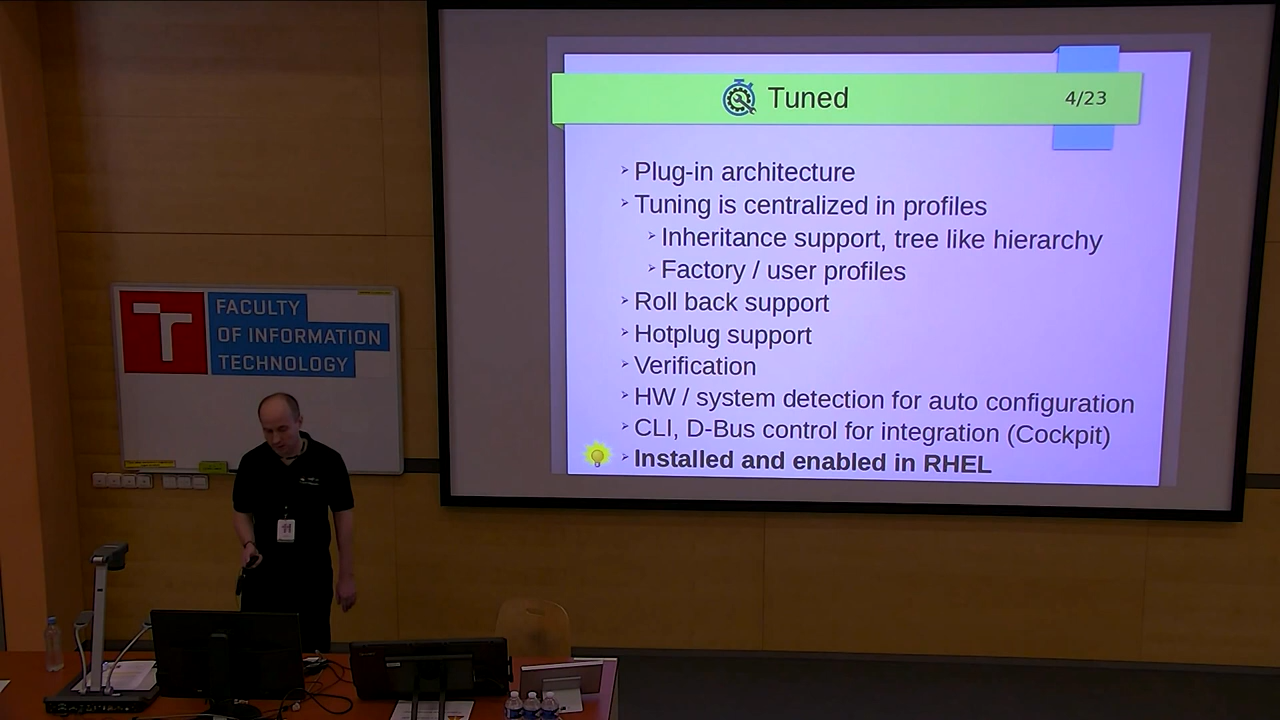 Tuned
4/23
Plug-in architecture
Tuning is centralized in profiles
Inheritance support, tree like hierarchy
Factory / user profiles
Roll back support
Hotplug support
Verification
HW / system detection for auto configuration
CLI, D-Bus control for integration (Cockpit)
Installed and enabled in RHEL
FACULTY
OF INFORMATION
TECHNOLOGY